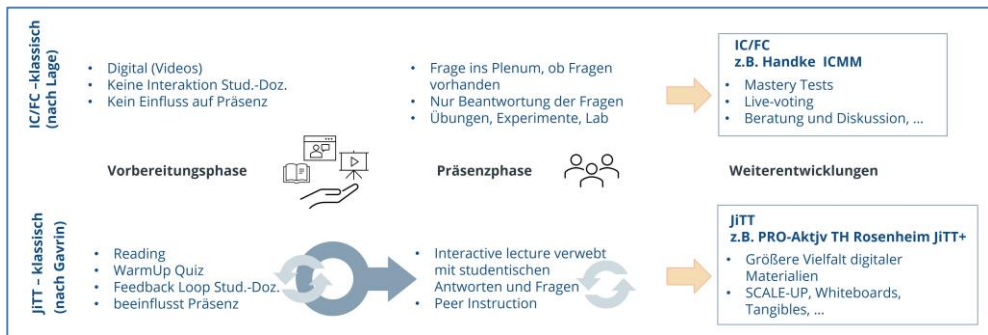 IC/FC –klassisch
(nach Lage)
• Digital (Videos)
• Keine Interaktion Stud.-Doz.
• Kein Einfluss auf Präsenz
• Frage ins Plenum, ob Fragen
vorhanden
• Nur Beantwortung der Fragen
• Übungen, Experimente, Lab
IC/FC
z.B. Handke ICMM
• Mastery Tests
• Live-voting
• Beratung und Diskussion, ...
Vorbereitungsphase
Präsenzphase
Weiterentwicklungen
JiTT – klassisch
(nach Gavrin)
• Reading
• WarmUp Quiz
• Feedback Loop Stud.-Doz.
• beeinflusst Präsenz
• Interactive lecture verwebt
mit studentischen
Antworten und Fragen
• Peer Instruction
JiTT
z.B. PRO-Aktjv TH Rosenheim JiTT+
• Größere Vielfalt digitaler
Materialien
• SCALE-UP, Whiteboards,
Tangibles, ...